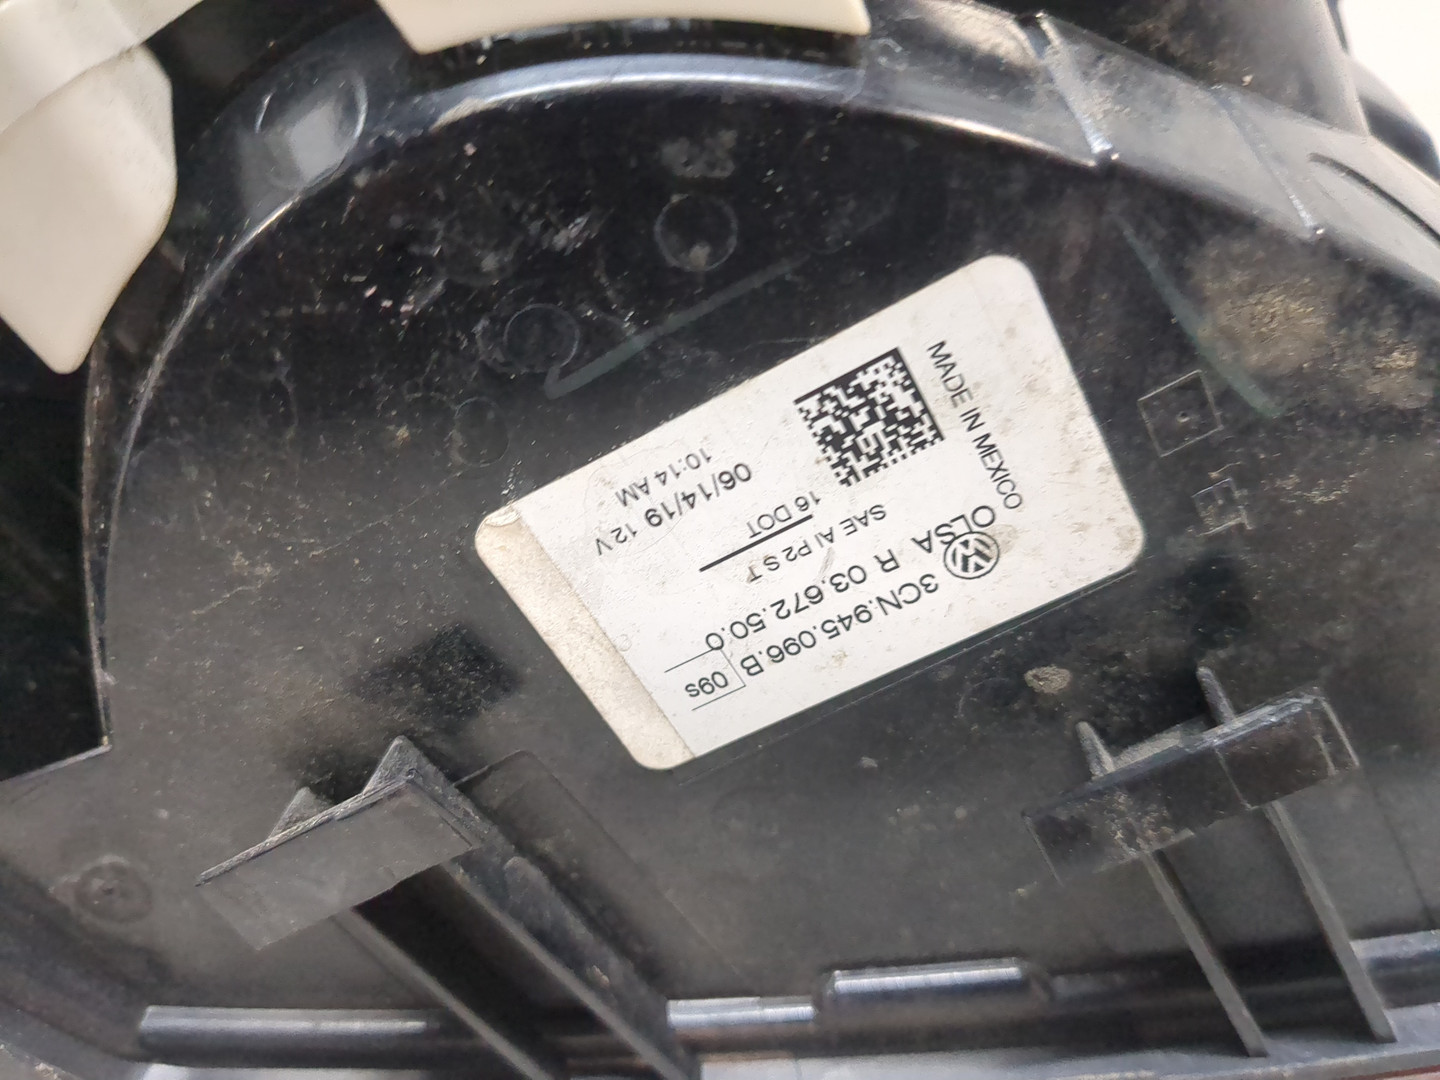 3CN.945.096.B
09s
OLSA R 03.672.50.0
SAE AI P2 S T
16 DOT
06/14/19 12 V
10:14 AM
MADE IN MEXICO